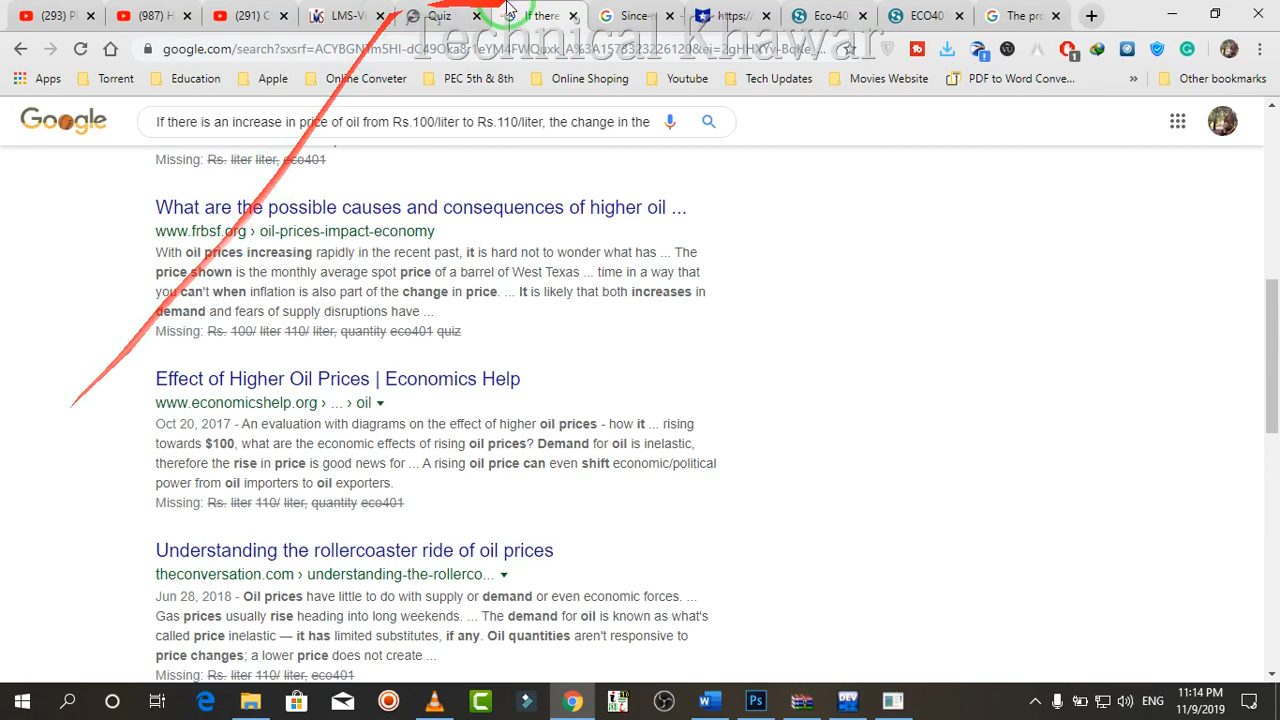 (293) P
(987) H
(291) C
LMS-Vi
Quiz
If there
Since
https:/
Eco-40
ECO4
The pro
google.com/search?sxsrf=
Technical Khawar
Apps
Torrent
Education
Apple
Online Conveter
PEC 5th & 8th
Online Shoping
Youtube
Tech Updates
Movies Website
PDF to Word Conve...
»
Other bookmarks
Google
If there is an increase in price of oil from Rs.100/liter to Rs.110/liter, the change in the
Missing: Rs. liter liter, eco401
What are the possible causes and consequences of higher oil ...
www.frbsf.org › oil-prices-impact-economy
With oil prices increasing rapidly in the recent past, it is hard not to wonder what has ... The
price shown is the monthly average spot price of a barrel of West Texas ... time in a way that
you can't when inflation is also part of the change in price. ... It is likely that both increases in
demand and fears of supply disruptions have ...
Missing: Rs. 100/ liter 110/ liter, quantity eco401 quiz
Effect of Higher Oil Prices | Economics Help
www.economicshelp.org › ... › oil
Oct 20, 2017 - An evaluation with diagrams on the effect of higher oil prices - how it ... rising
towards $100, what are the economic effects of rising oil prices? Demand for oil is inelastic,
therefore the rise in price is good news for ... A rising oil price can even shift economic/political
power from oil importers to oil exporters.
Missing: Rs. liter 110/ liter, quantity eco401
Understanding the rollercoaster ride of oil prices
theconversation.com › understanding-the-rollerco...
Jun 28, 2018 - Oil prices have little to do with supply or demand or even economic forces. ...
Gas prices usually rise heading into long weekends. ... The demand for oil is known as what's
called price inelastic — it has limited substitutes, if any. Oil quantities aren't responsive to
price changes; a lower price does not create ...
Missing: Rs. liter 110/ liter, eco401
ENG
11:14 PM
11/9/2019